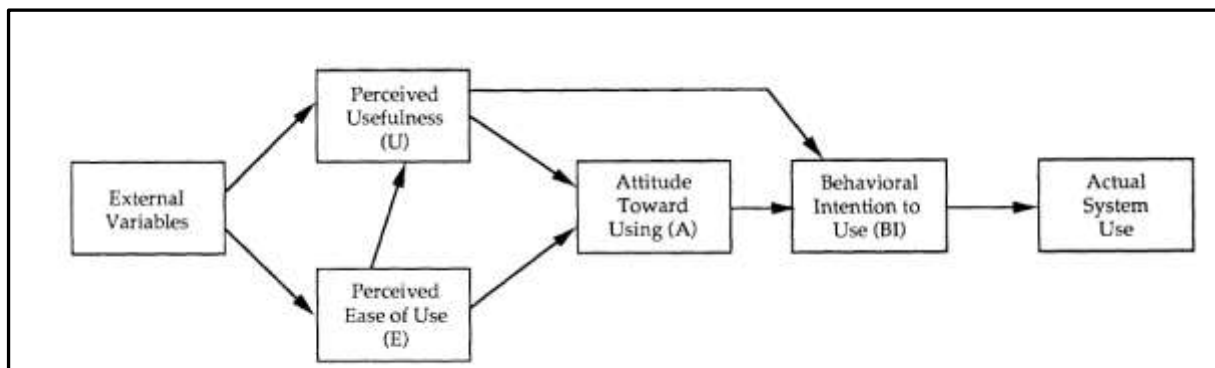 External
Variables
Perceived
Usefulness
(U)
Perceived
Ease of Use
(E)
Attitude
Toward
Using (A)
Behavioral
Intention to
Use (BI)
Actual
System
Use